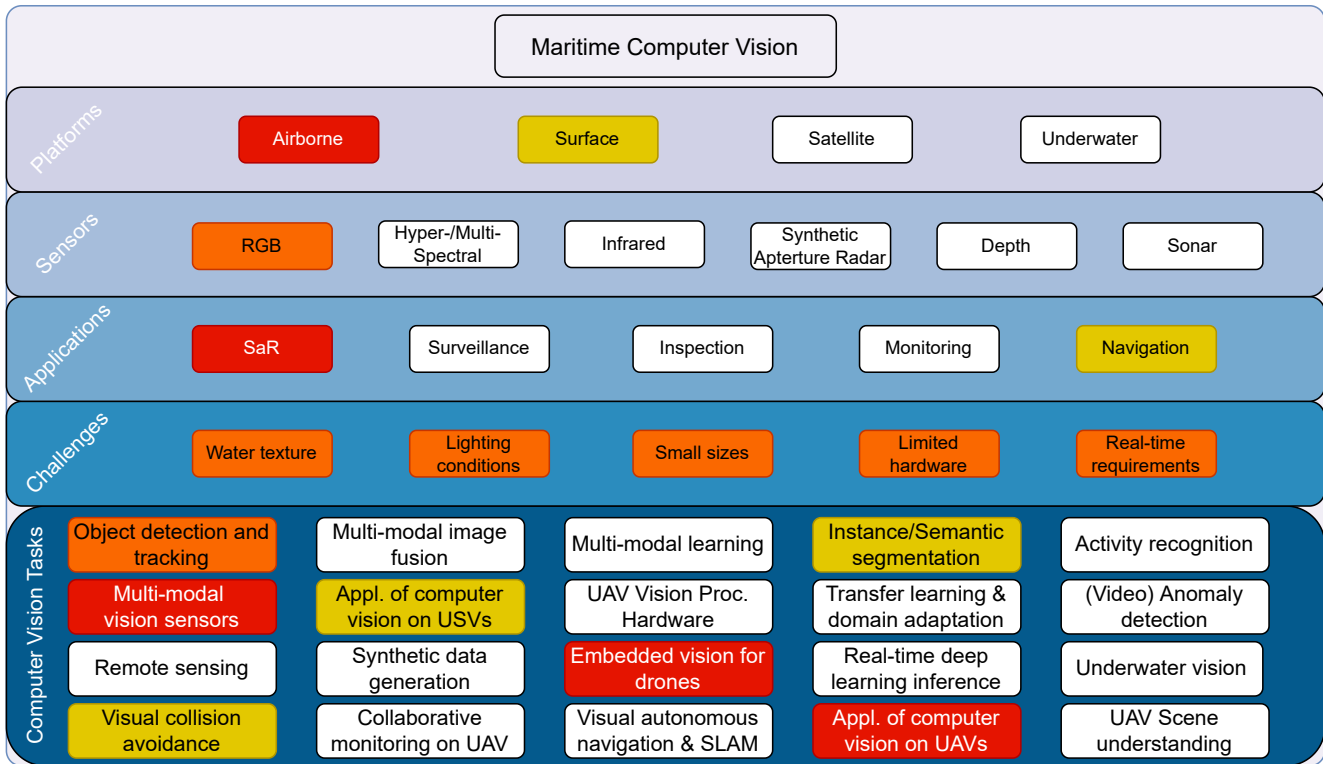 Maritime Computer Vision
Platforms
Airborne
Surface
Satellite
Underwater
Sensors
RGB
Hyper-/Multi-
Spectral
Infrared
Synthetic
Apterture Radar
Depth
Sonar
Applications
SaR
Surveillance
Inspection
Monitoring
Navigation
Challenges
Water texture
Lighting
conditions
Small sizes
Limited
hardware
Real-time
requirements
Computer Vision Tasks
Object detection and
tracking
Multi-modal image
fusion
Multi-modal learning
Instance/Semantic
segmentation
Activity recognition
Multi-modal
vision sensors
Appl. of computer
vision on USVs
UAV Vision Proc.
Hardware
Transfer learning &
domain adaptation
(Video) Anomaly
detection
Remote sensing
Synthetic data
generation
Embedded vision for
drones
Real-time deep
learning inference
Underwater vision
Visual collision
avoidance
Collaborative
monitoring on UAV
Visual autonomous
navigation & SLAM
Appl. of computer
vision on UAVs
UAV Scene
understanding